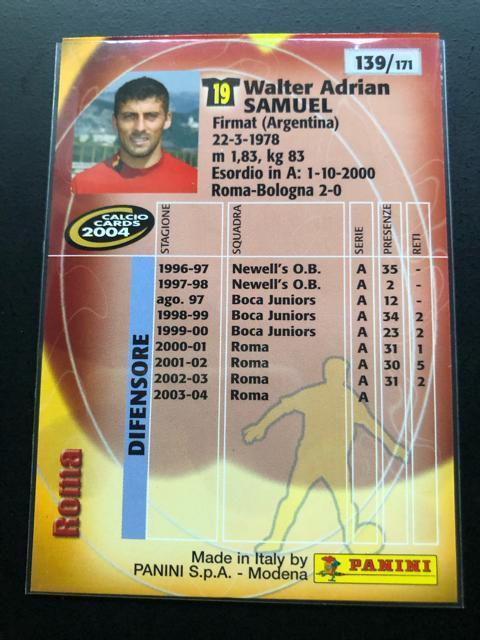 139/171
19 Walter Adrian
SAMUEL
Firmat (Argentina)
22-3-1978
m 1,83, kg 83
Esordio in A: 1-10-2000
Roma-Bologna 2-0
CALCIO
CARDS
2004
STAGIONE SQUADRA SERIE PRESENZE RETI
1996-97 Newell's O.B. A 35 -
1997-98 Newell's O.B. A 2 -
ago. 97 Boca Juniors A 12 -
1998-99 Boca Juniors A 34 2
1999-00 Boca Juniors A 23 2
2000-01 Roma A 31 1
2001-02 Roma A 30 5
2002-03 Roma A 31 2
2003-04 Roma A
DIFENSORE
Roma
Made in Italy by
PANINI S.p.A. - Modena
PANINI